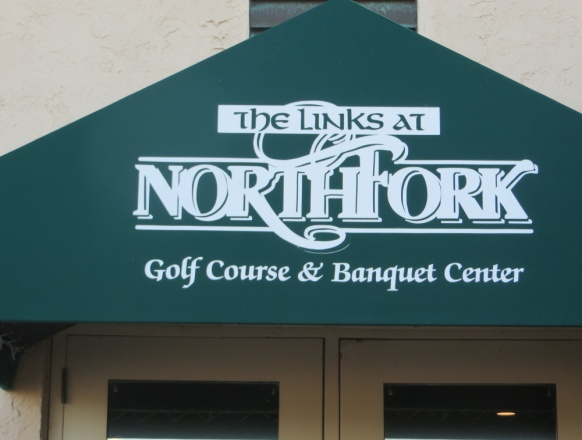 THE LINKS AT
NORTHFORK
Golf Course & Banquet Center